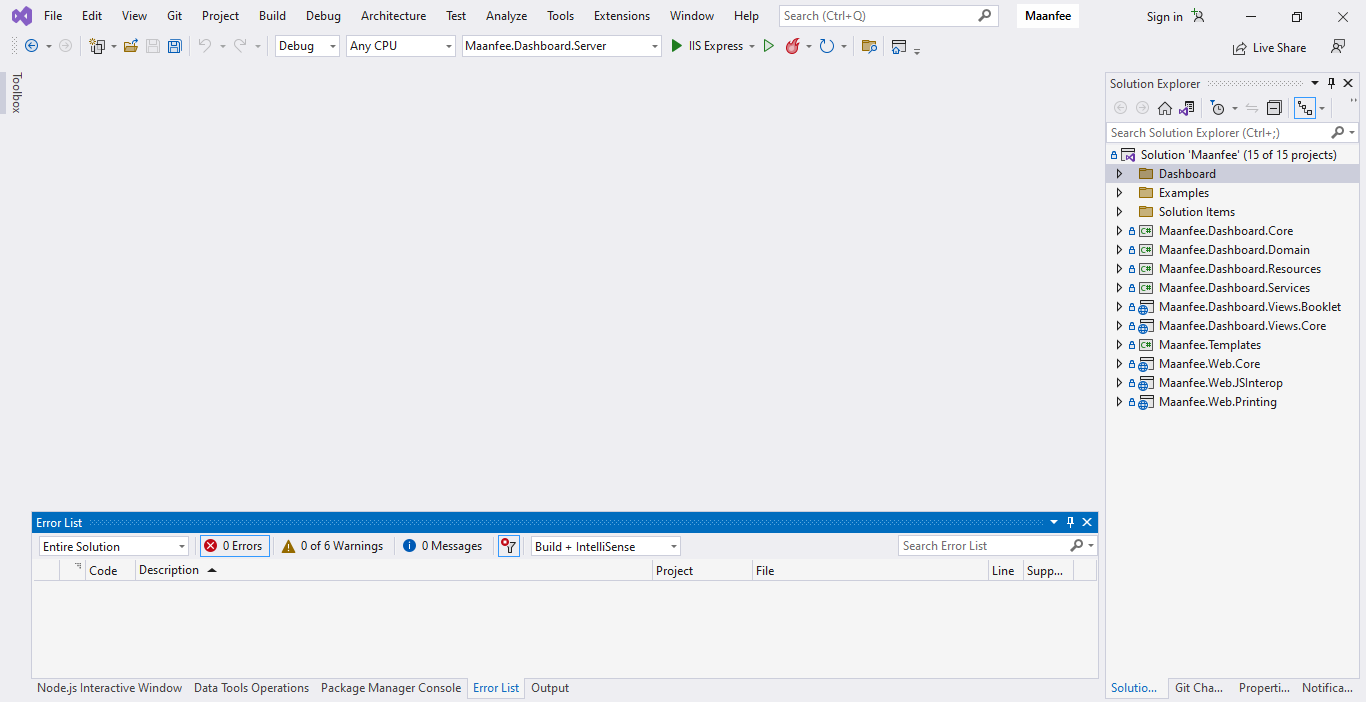 File Edit View Git Project Build Debug Architecture Test Analyze Tools Extensions Window Help Search (Ctrl+Q) Maanfee Sign in
Debug Any CPU Maanfee.Dashboard.Server IIS Express Live Share
Toolbox
Solution Explorer
Search Solution Explorer (Ctrl+;)
Solution 'Maanfee' (15 of 15 projects)
Dashboard
Examples
Solution Items
C# Maanfee.Dashboard.Core
C# Maanfee.Dashboard.Domain
C# Maanfee.Dashboard.Resources
C# Maanfee.Dashboard.Services
Maanfee.Dashboard.Views.Booklet
Maanfee.Dashboard.Views.Core
C# Maanfee.Templates
Maanfee.Web.Core
Maanfee.Web.JSInterop
Maanfee.Web.Printing
Error List
Entire Solution 0 Errors 0 of 6 Warnings 0 Messages Build + IntelliSense Search Error List
Code Description Project File Line Supp...
Node.js Interactive Window Data Tools Operations Package Manager Console Error List Output
Solutio... Git Cha... Properti... Notifica...